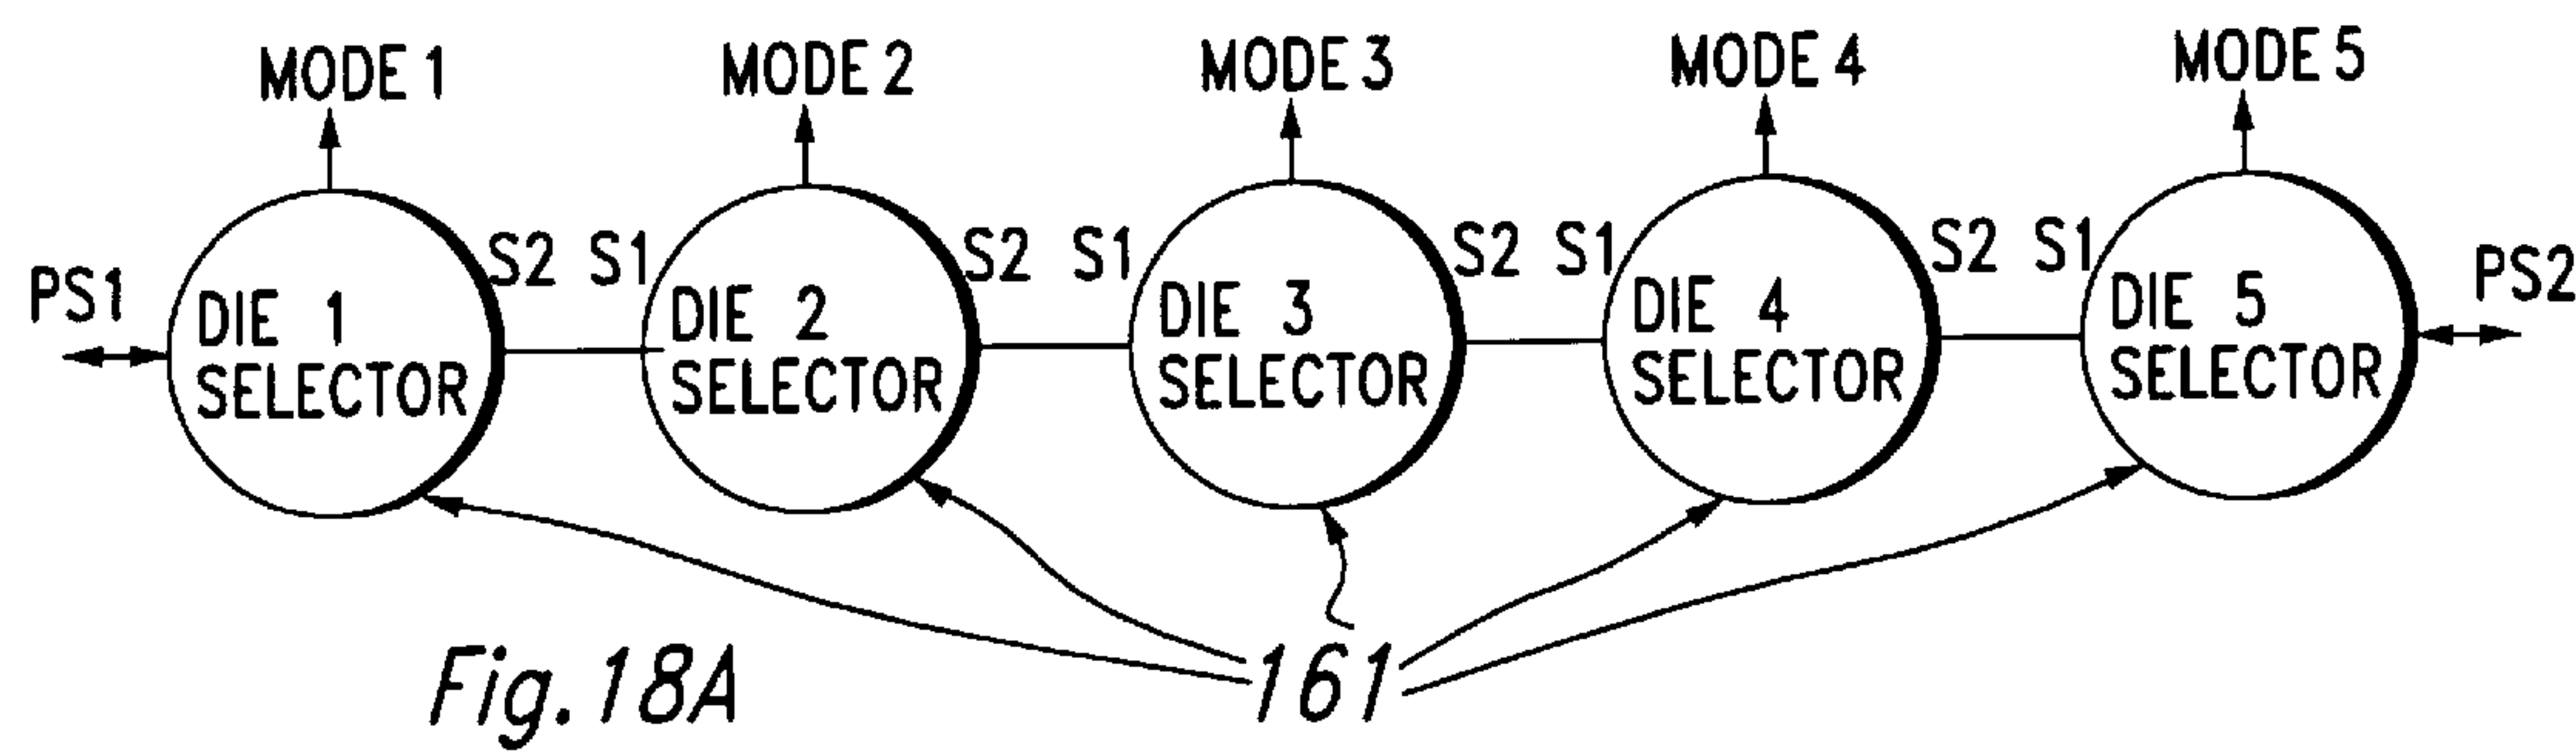 MODE 1 MODE 2 MODE 3 MODE 4 MODE 5
PS1 S2 S1 S2 S1 S2 S1 S2 S1 PS2
DIE 1 DIE 2 DIE 3 DIE 4 DIE 5
SELECTOR SELECTOR SELECTOR SELECTOR SELECTOR
Fig. 18A 161